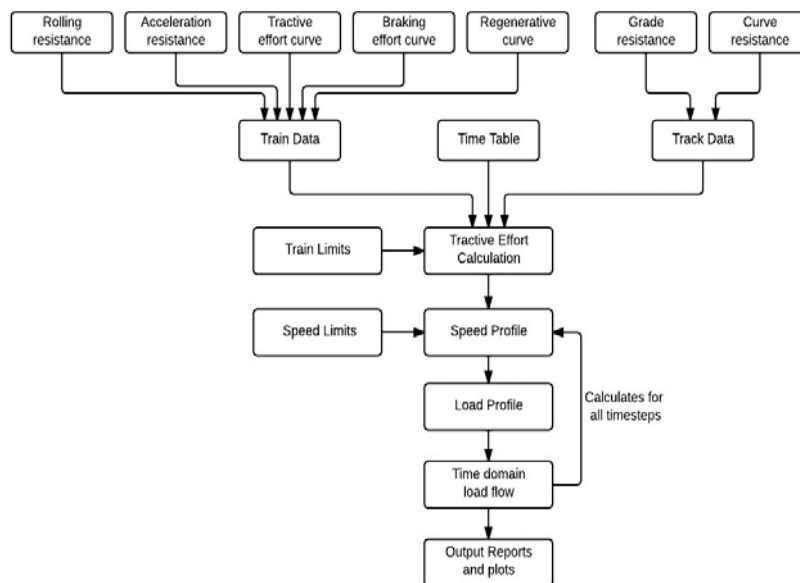 Rolling
resistance
Acceleration
resistance
Tractive
effort curve
Braking
effort curve
Regenerative
curve
Grade
resistance
Curve
resistance
Train Data
Time Table
Track Data
Train Limits
Tractive Effort
Calculation
Speed Limits
Speed Profile
Load Profile
Calculates for
all timesteps
Time domain
load flow
Output Reports
and plots